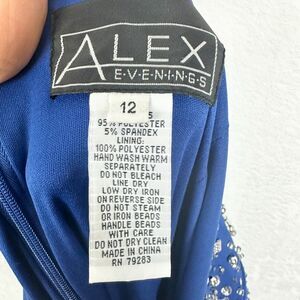 ALEX
E·V·E·N·I·N·G·S
12
95% POLYESTER
5% SPANDEX
LINING:
100% POLYESTER
HAND WASH WARM
SEPARATELY
DO NOT BLEACH
LINE DRY
LOW DRY IRON
ON REVERSE SIDE
DO NOT STEAM
OR IRON BEADS
HANDLE BEADS
WITH CARE
DO NOT DRY CLEAN
MADE IN CHINA
RN 79283